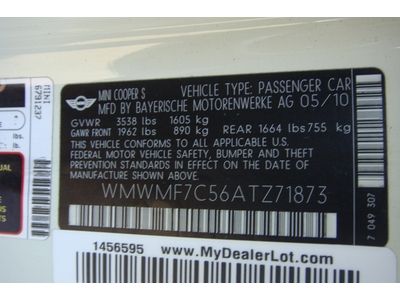 MINI COOPER S
VEHICLE TYPE: PASSENGER CAR
MFD BY BAYERISCHE MOTORENWERKE AG 05/10
GVWR 3538 lbs 1605 kg
GAWR FRONT 1962 lbs 890 kg REAR 1664 lbs 755 kg
THIS VEHICLE CONFORMS TO ALL APPLICABLE U.S.
FEDERAL MOTOR VEHICLE SAFETY, BUMPER, AND THEFT
PREVENTION STANDARDS IN EFFECT ON THE DATE OF
MANUFACTURE SHOWN ABOVE.
WMWMF7C56ATZ71873
7 049 307
MINI
6791237
lbs.
1456595 www.MyDealerLot.com